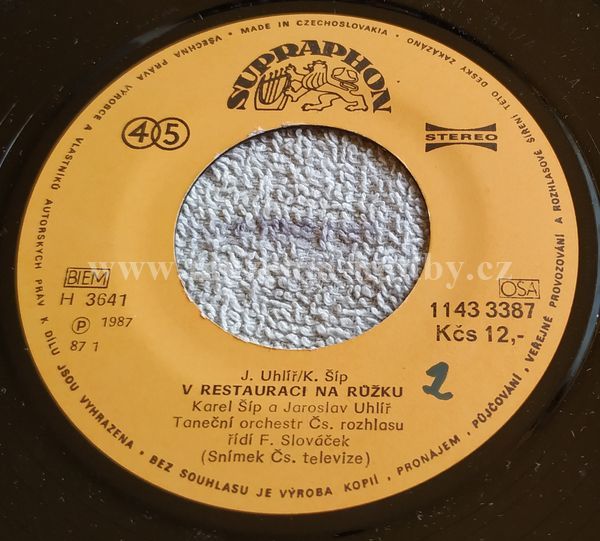 VŠECHNA PRÁVA VÝROBCE A VLASTNÍKŮ AUTORSKÝCH PRÁV K DÍLU JSOU VYHRAZENA • BEZ SOUHLASU JE VÝROBA KOPIÍ, PRONÁJEM, PŮJČOVÁNÍ, VEŘEJNÉ PROVOZOVÁNÍ A ROZHLASOVÉ ŠÍŘENÍ TÉTO DESKY ZAKÁZÁNO • MADE IN CZECHOSLOVAKIA •
SUPRAPHON
45
STEREO
BIEM
H 3641
Ⓟ 1987
87 1
OSA
1143 3387
Kčs 12,-
J. Uhlíř/K. Šíp
V RESTAURACI NA RŮŽKU
Karel Šíp a Jaroslav Uhlíř
Taneční orchestr Čs. rozhlasu
řídí F. Slováček
(Snímek Čs. televize)
2